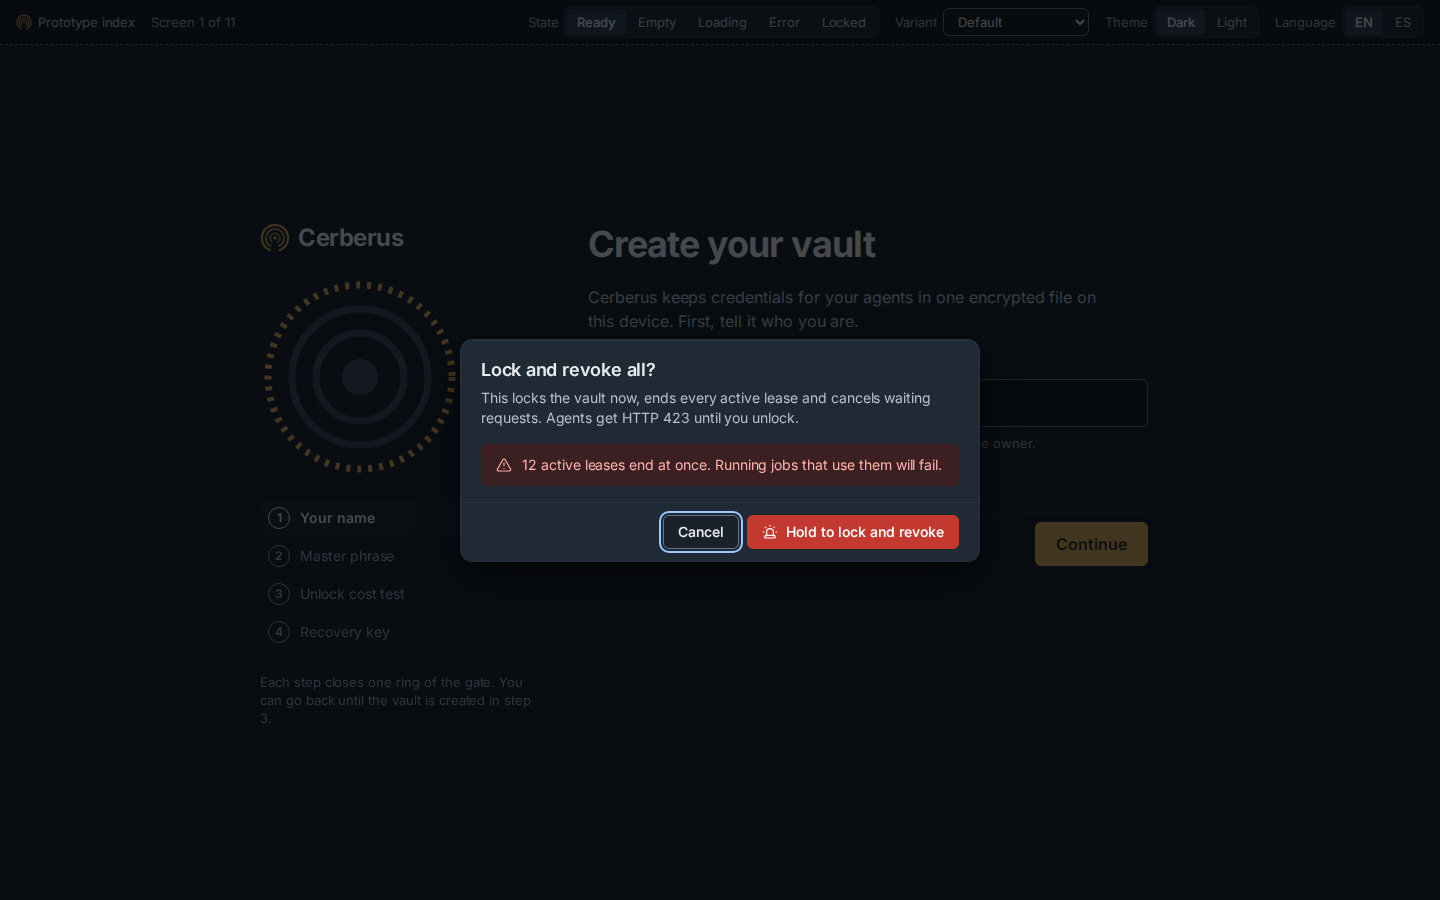 Prototype index Screen 1 of 11 State Ready Empty Loading Error Locked Variant Default Theme Dark Light Language EN ES
Cerberus
Create your vault
Cerberus keeps credentials for your agents in one encrypted file on
this device. First, tell it who you are.
Lock and revoke all?
This locks the vault now, ends every active lease and cancels waiting
requests. Agents get HTTP 423 until you unlock.
e owner.
12 active leases end at once. Running jobs that use them will fail.
Cancel Hold to lock and revoke
Continue
1 Your name
2 Master phrase
3 Unlock cost test
4 Recovery key
Each step closes one ring of the gate. You
can go back until the vault is created in step
3.